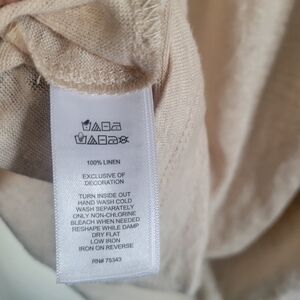 100% LINEN
EXCLUSIVE OF
DECORATION
TURN INSIDE OUT
HAND WASH COLD
WASH SEPARATELY
ONLY NON-CHLORINE
BLEACH WHEN NEEDED
RESHAPE WHILE DAMP
DRY FLAT
LOW IRON
IRON ON REVERSE
RN# 75343